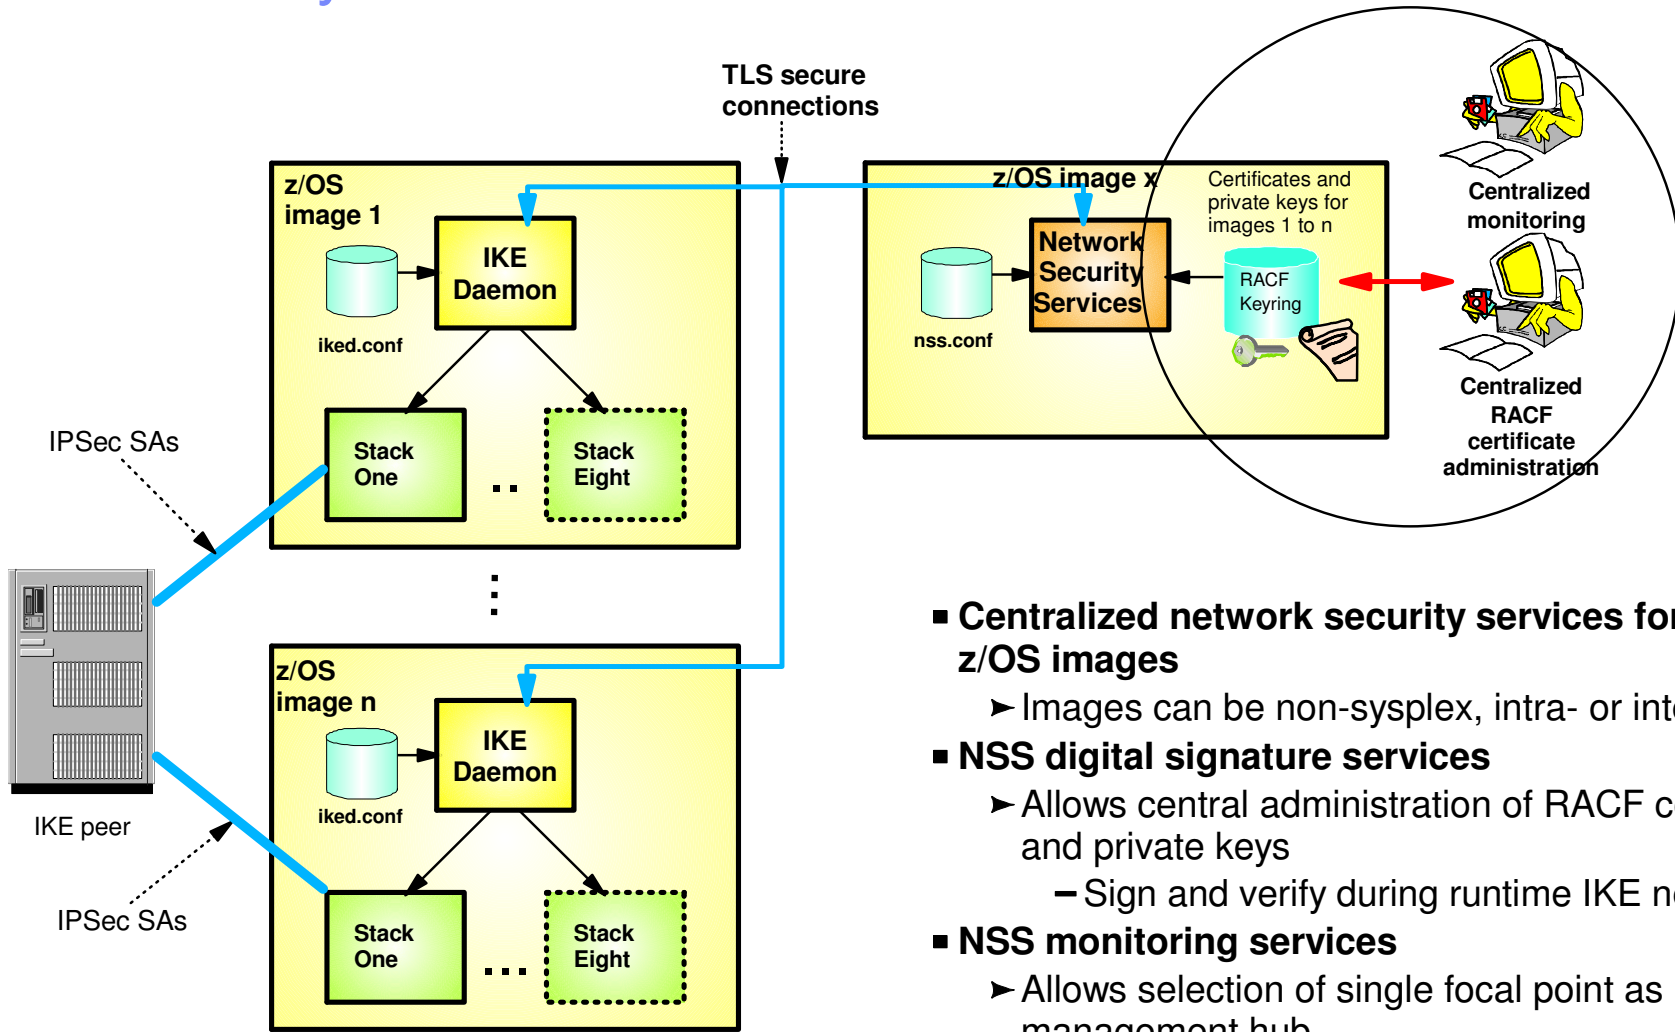 TLS secure
connections
z/OS
image 1
IKE
Daemon
iked.conf
Stack
One
..
Stack
Eight
z/OS image x
Certificates and
private keys for
images 1 to n
Network
Security
Services
nss.conf
RACF
Keyring
Centralized
monitoring
Centralized
RACF
certificate
administration
IPSec SAs
IKE peer
IPSec SAs
z/OS
image n
IKE
Daemon
iked.conf
Stack
One
...
Stack
Eight
Centralized network security services for
z/OS images
Images can be non-sysplex, intra- or
NSS digital signature services
Allows central administration of RACF
and private keys
Sign and verify during runtime IKE
NSS monitoring services
Allows selection of single focal point as
management hub